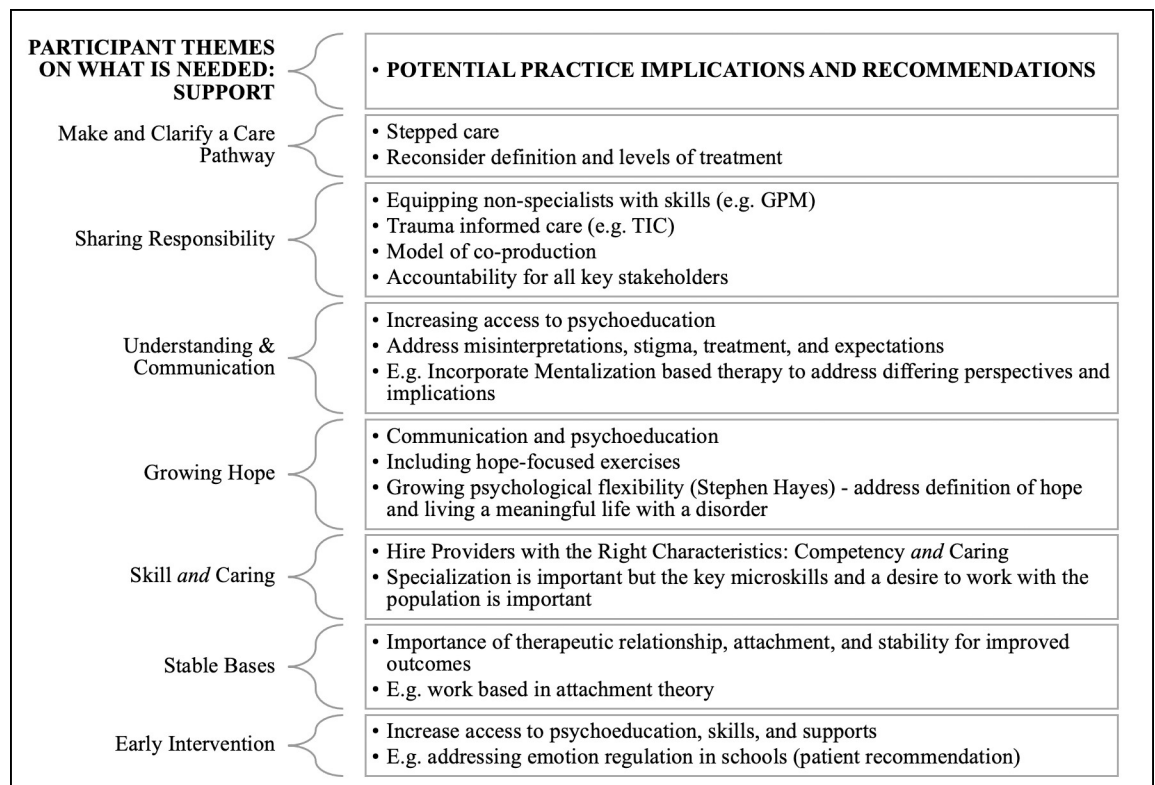 PARTICIPANT THEMES
ON WHAT IS NEEDED:
SUPPORT
• POTENTIAL PRACTICE IMPLICATIONS AND RECOMMENDATIONS
Make and Clarify a Care
Pathway
• Stepped care
• Reconsider definition and levels of treatment
Sharing Responsibility
• Equipping non-specialists with skills (e.g. GPM)
• Trauma informed care (e.g. TIC)
• Model of co-production
• Accountability for all key stakeholders
Understanding &
Communication
• Increasing access to psychoeducation
• Address misinterpretations, stigma, treatment, and expectations
• E.g. Incorporate Mentalization based therapy to address differing perspectives and
implications
Growing Hope
• Communication and psychoeducation
• Including hope-focused exercises
• Growing psychological flexibility (Stephen Hayes) - address definition of hope
and living a meaningful life with a disorder
Skill and Caring
• Hire Providers with the Right Characteristics: Competency and Caring
• Specialization is important but the key microskills and a desire to work with the
population is important
Stable Bases
• Importance of therapeutic relationship, attachment, and stability for improved
outcomes
• E.g. work based in attachment theory
Early Intervention
• Increase access to psychoeducation, skills, and supports
• E.g. addressing emotion regulation in schools (patient recommendation)